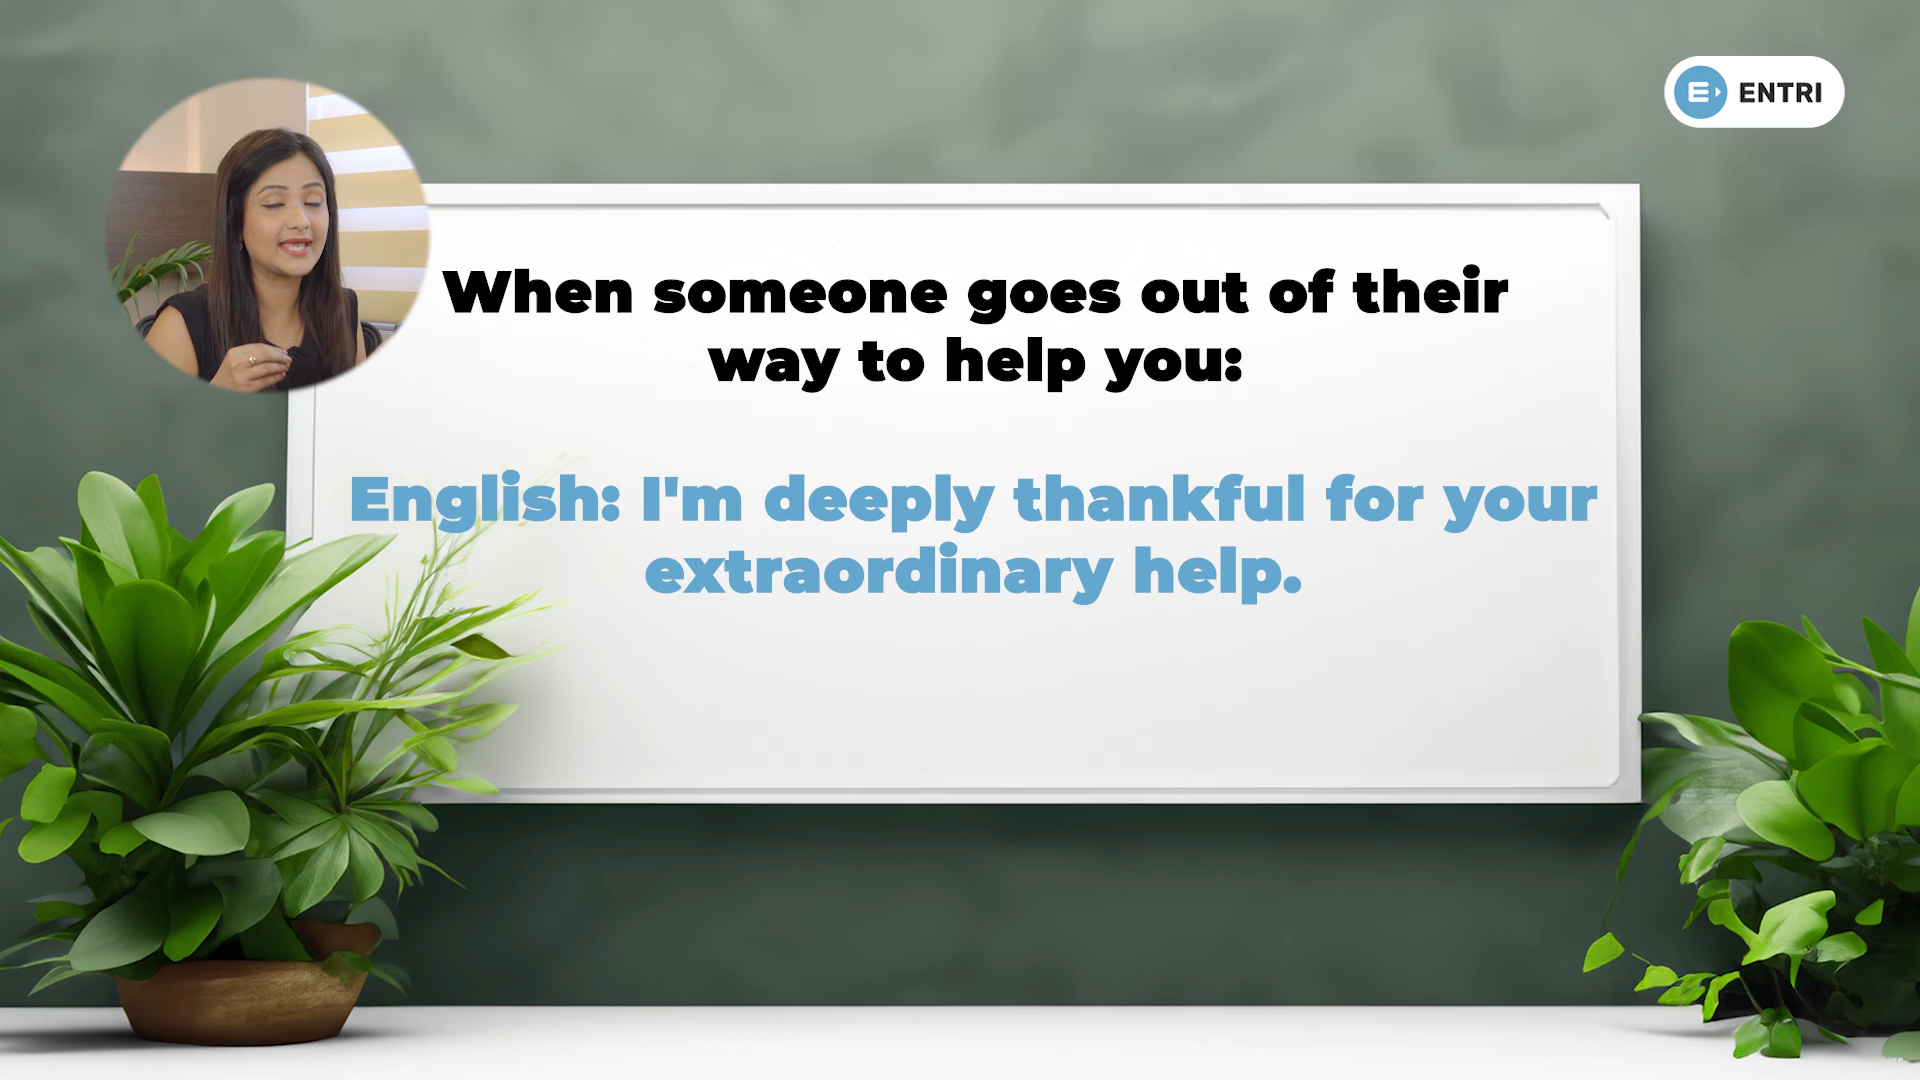 ENTRI
When someone goes out of their
way to help you:
English: I'm deeply thankful for your
extraordinary help.